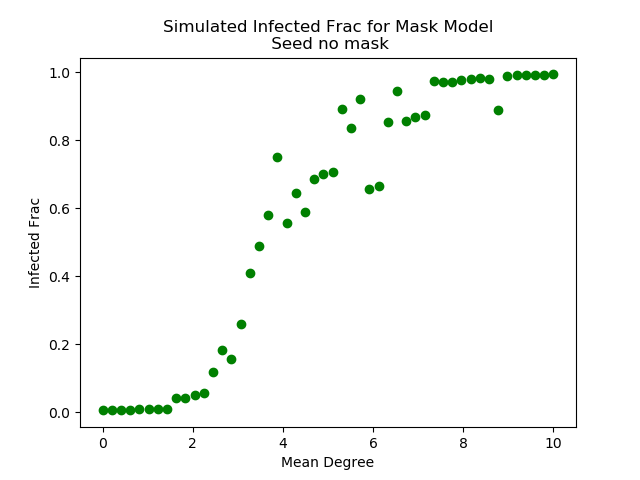 Simulated Infected Frac for Mask Model
Seed no mask
1.0
0.8
0.6
0.4
0.2
0.0
Infected Frac
0 2 4 6 8 10
Mean Degree